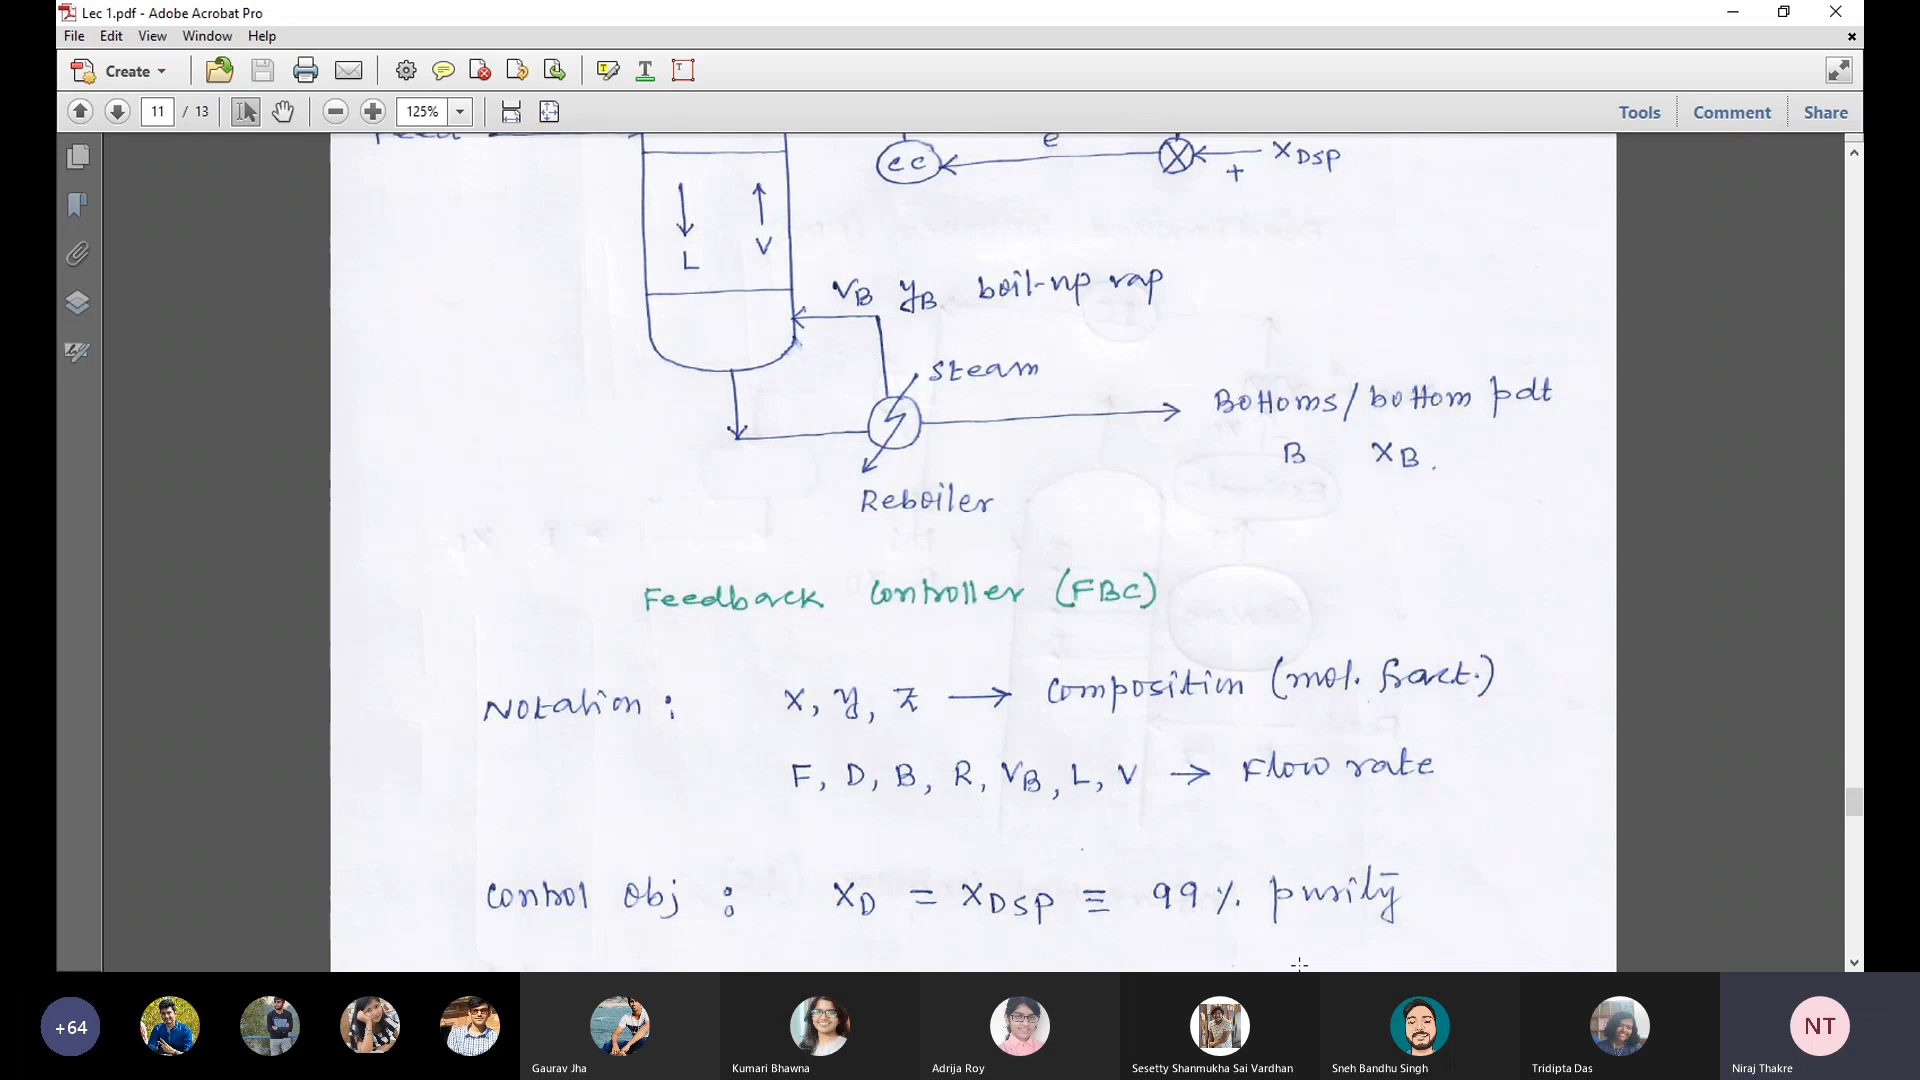 Lec 1.pdf - Adobe Acrobat Pro
File Edit View Window Help
Create
11 / 13 125% Tools Comment Share
Feed
cc e + XDSP
L V
VB yB boil-up vap
Steam
Bottoms/bottom pdt
B XB.
Reboiler
Feedback Controller (FBC)
Notation : x, y, z → Composition (mol. fract.)
F, D, B, R, VB, L, V → Flow rate
Control obj : XD = XDSP ≡ 99 % purity
+64
Gaurav Jha Kumari Bhawna Adrija Roy Sesetty Shanmukha Sai Vardhan Sneh Bandhu Singh Tridipta Das NT Niraj Thakre